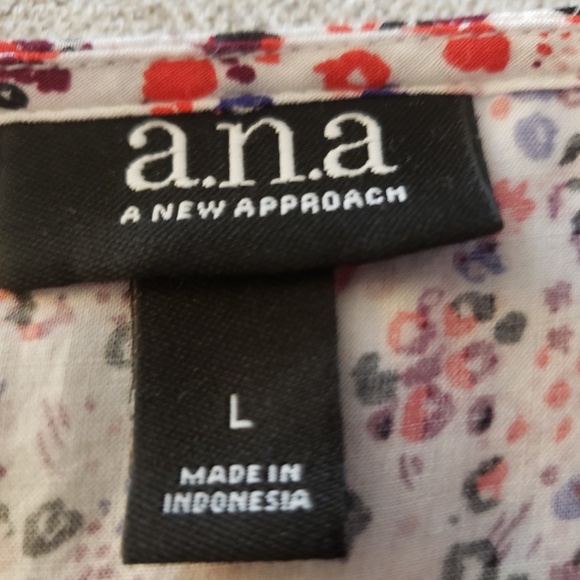 a.n.a
A NEW APPROACH
L
MADE IN
INDONESIA